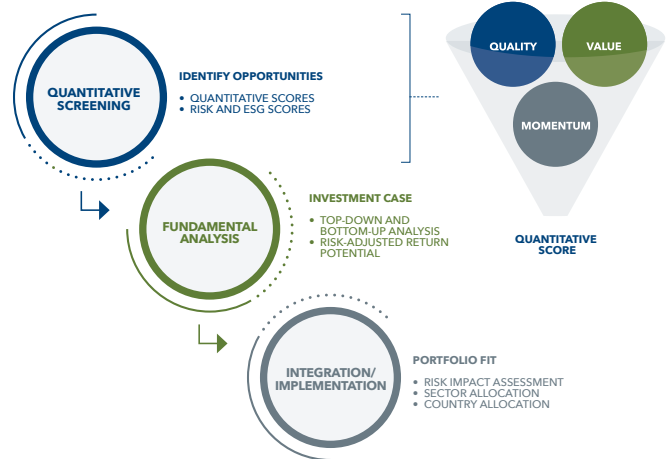 QUANTITATIVE
SCREENING
IDENTIFY OPPORTUNITIES
• QUANTITATIVE SCORES
• RISK AND ESG SCORES
QUALITY
VALUE
MOMENTUM
QUANTITATIVE
SCORE
FUNDAMENTAL
ANALYSIS
INVESTMENT CASE
• TOP-DOWN AND
BOTTOM-UP ANALYSIS
• RISK-ADJUSTED RETURN
POTENTIAL
INTEGRATION/
IMPLEMENTATION
PORTFOLIO FIT
• RISK IMPACT ASSESSMENT
• SECTOR ALLOCATION
• COUNTRY ALLOCATION